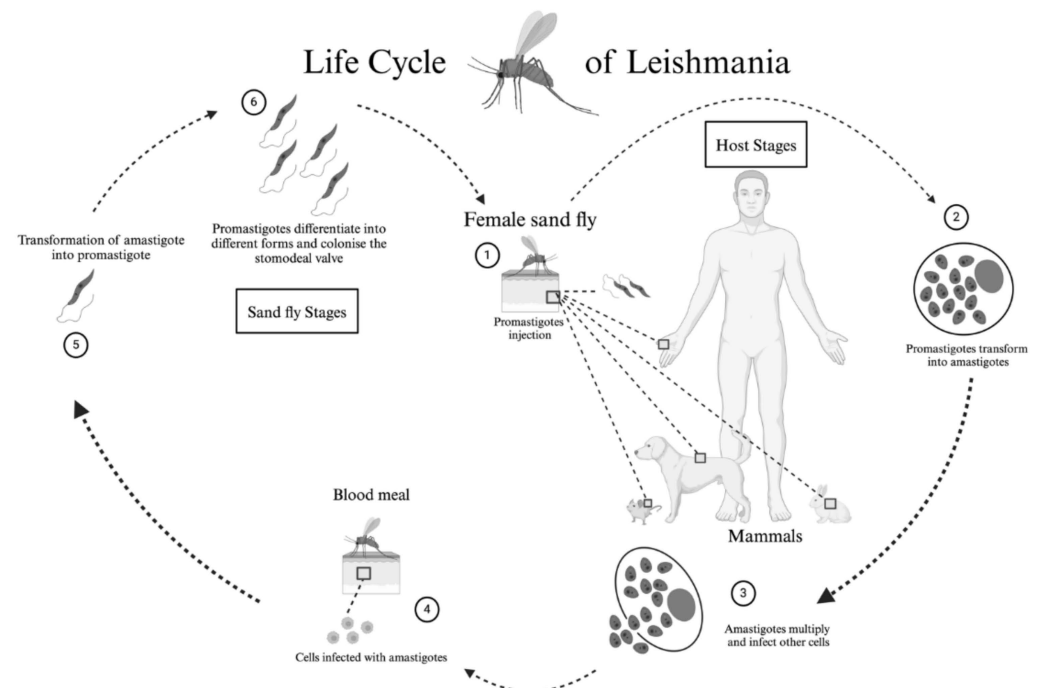 Life Cycle of Leishmania
6
Host Stages
Female sand fly
2
Transformation of amastigote
into promastigote
Promastigotes differentiate into
different forms and colonise the
stomodeal valve
1
Sand fly Stages
Promastigotes
injection
5
Promastigotes transform
into amastigotes
Blood meal
Mammals
3
4
Amastigotes multiply
and infect other cells
Cells infected with amastigotes